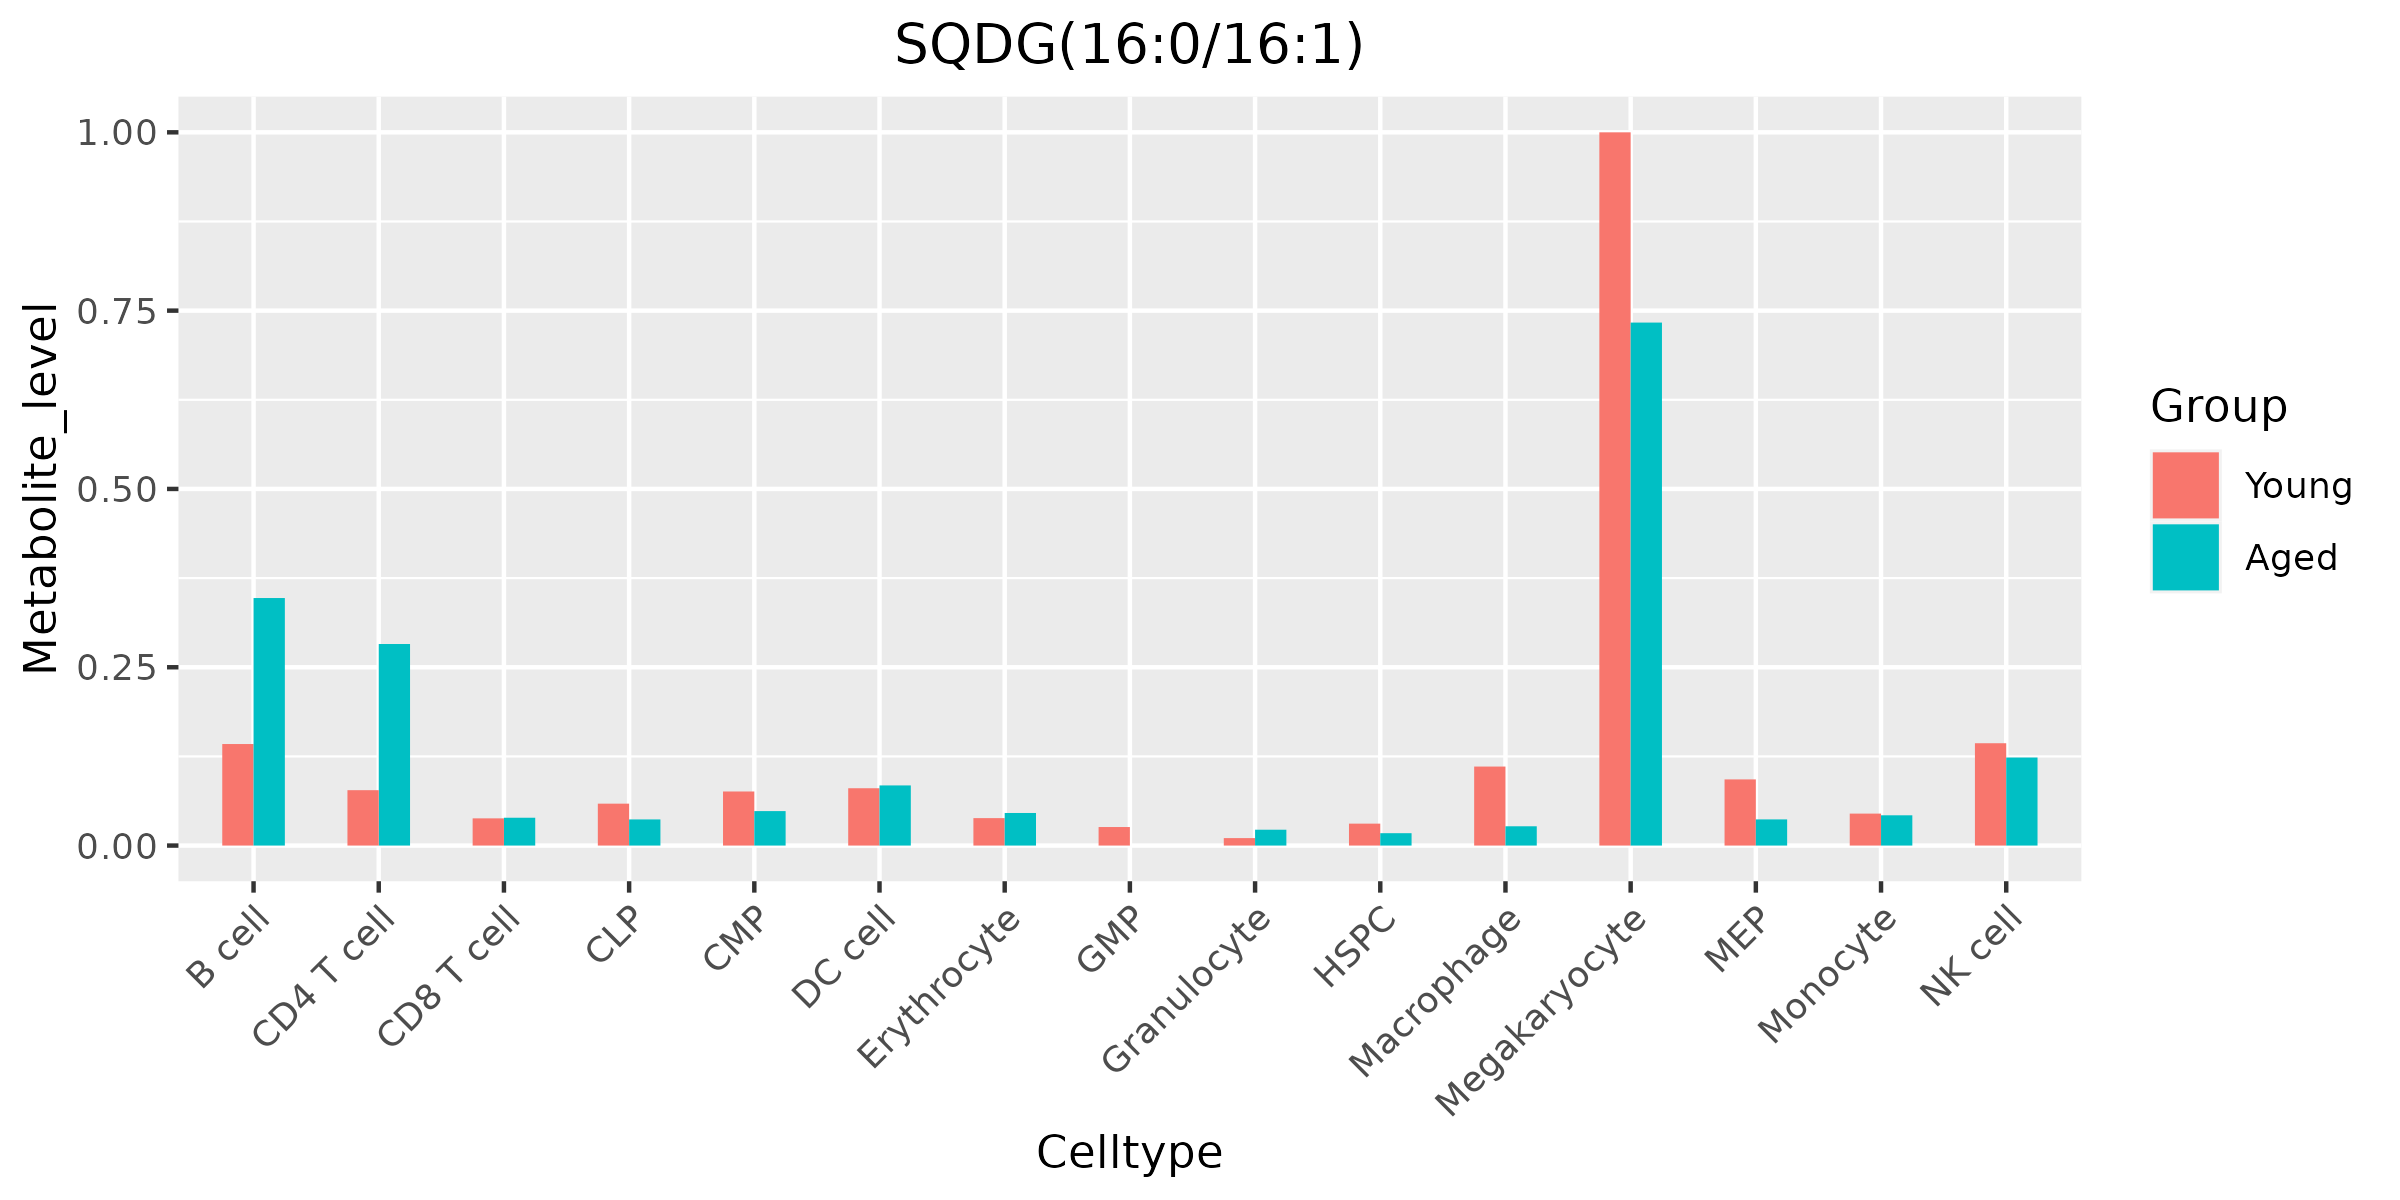 SQDG(16:0/16:1)
Metabolite_level
1.00
0.75
0.50
0.25
0.00
B cell
CD4 T cell
CD8 T cell
CLP
CMP
DC cell
Erythrocyte
GMP
Granulocyte
HSPC
Macrophage
Megakaryocyte
MEP
Monocyte
NK cell
Celltype
Group
Young
Aged